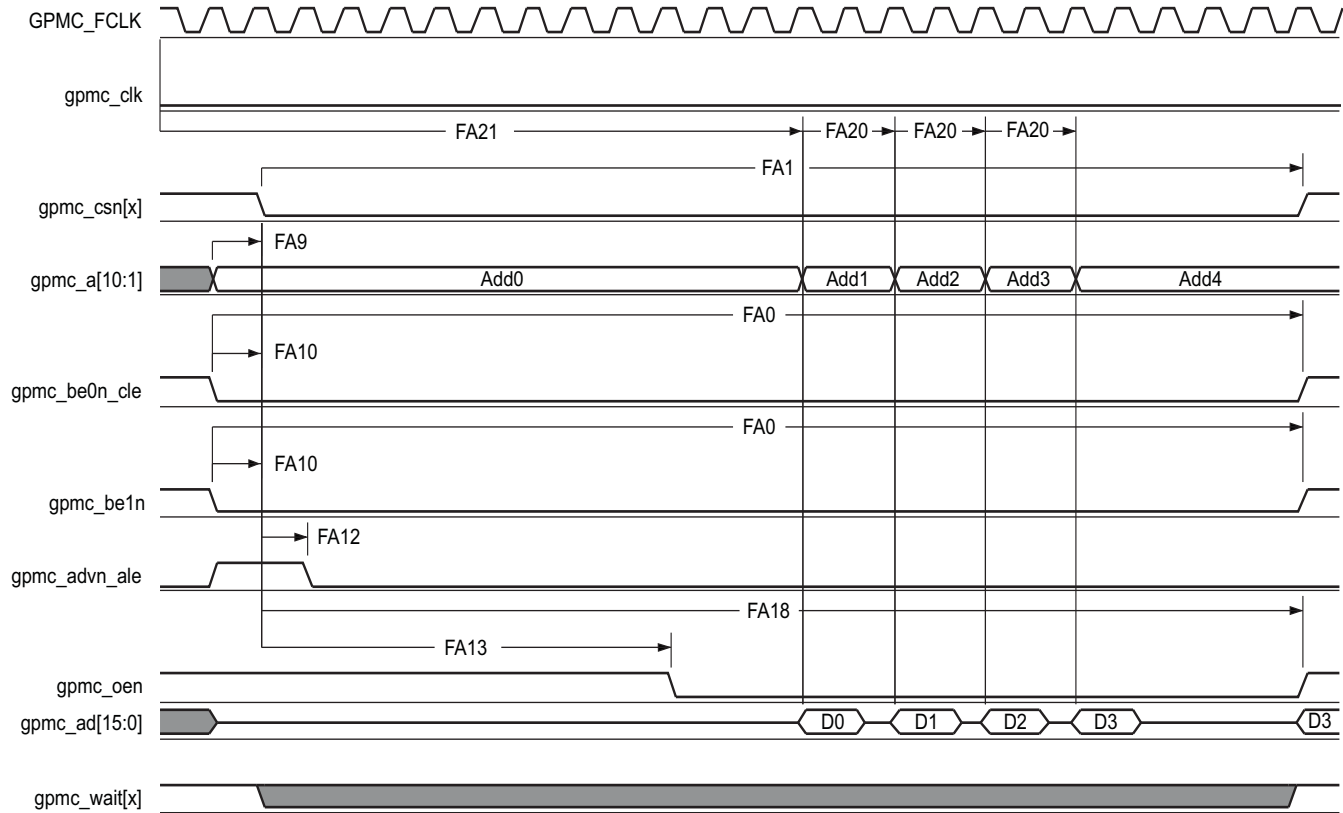 GPMC_FCLK
gpmc_clk
FA21 FA20 FA20 FA20
FA1
gpmc_csn[x]
FA9
gpmc_a[10:1] Add0 Add1 Add2 Add3 Add4
FA0
FA10
gpmc_be0n_cle
FA0
FA10
gpmc_be1n
FA12
gpmc_advn_ale
FA18
FA13
gpmc_oen
gpmc_ad[15:0] D0 D1 D2 D3 D3
gpmc_wait[x]